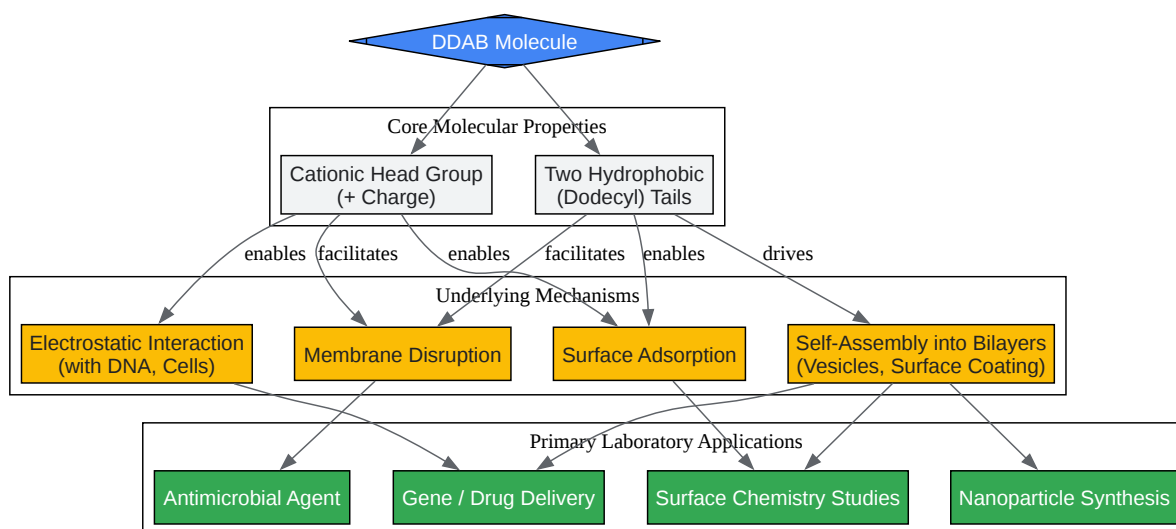 DDAB Molecule
Core Molecular Properties
Cationic Head Group
(+ Charge)
Two Hydrophobic
(Dodecyl) Tails
enables
facilitates
enables
facilitates
enables
drives
Underlying Mechanisms
Electrostatic Interaction
(with DNA, Cells)
Membrane Disruption
Surface Adsorption
Self-Assembly into Bilayers
(Vesicles, Surface Coating)
Primary Laboratory Applications
Antimicrobial Agent
Gene / Drug Delivery
Surface Chemistry Studies
Nanoparticle Synthesis